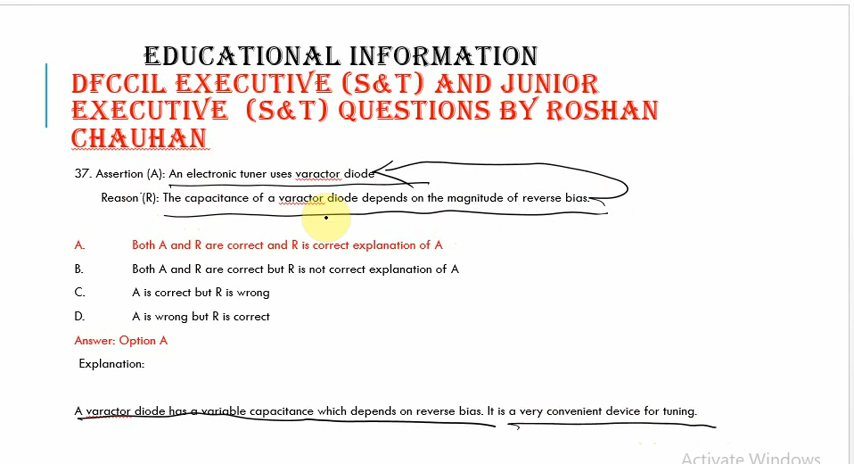 EDUCATIONAL INFORMATION
DFCCIL EXECUTIVE (S&T) AND JUNIOR
EXECUTIVE (S&T) QUESTIONS BY ROSHAN
CHAUHAN
37. Assertion (A): An electronic tuner uses varactor diode
Reason (R): The capacitance of a varactor diode depends on the magnitude of reverse bias.
A. Both A and R are correct and R is correct explanation of A
B. Both A and R are correct but R is not correct explanation of A
C. A is correct but R is wrong
D. A is wrong but R is correct
Answer: Option A
Explanation:
A varactor diode has a variable capacitance which depends on reverse bias. It is a very convenient device for tuning.
Activate Windows